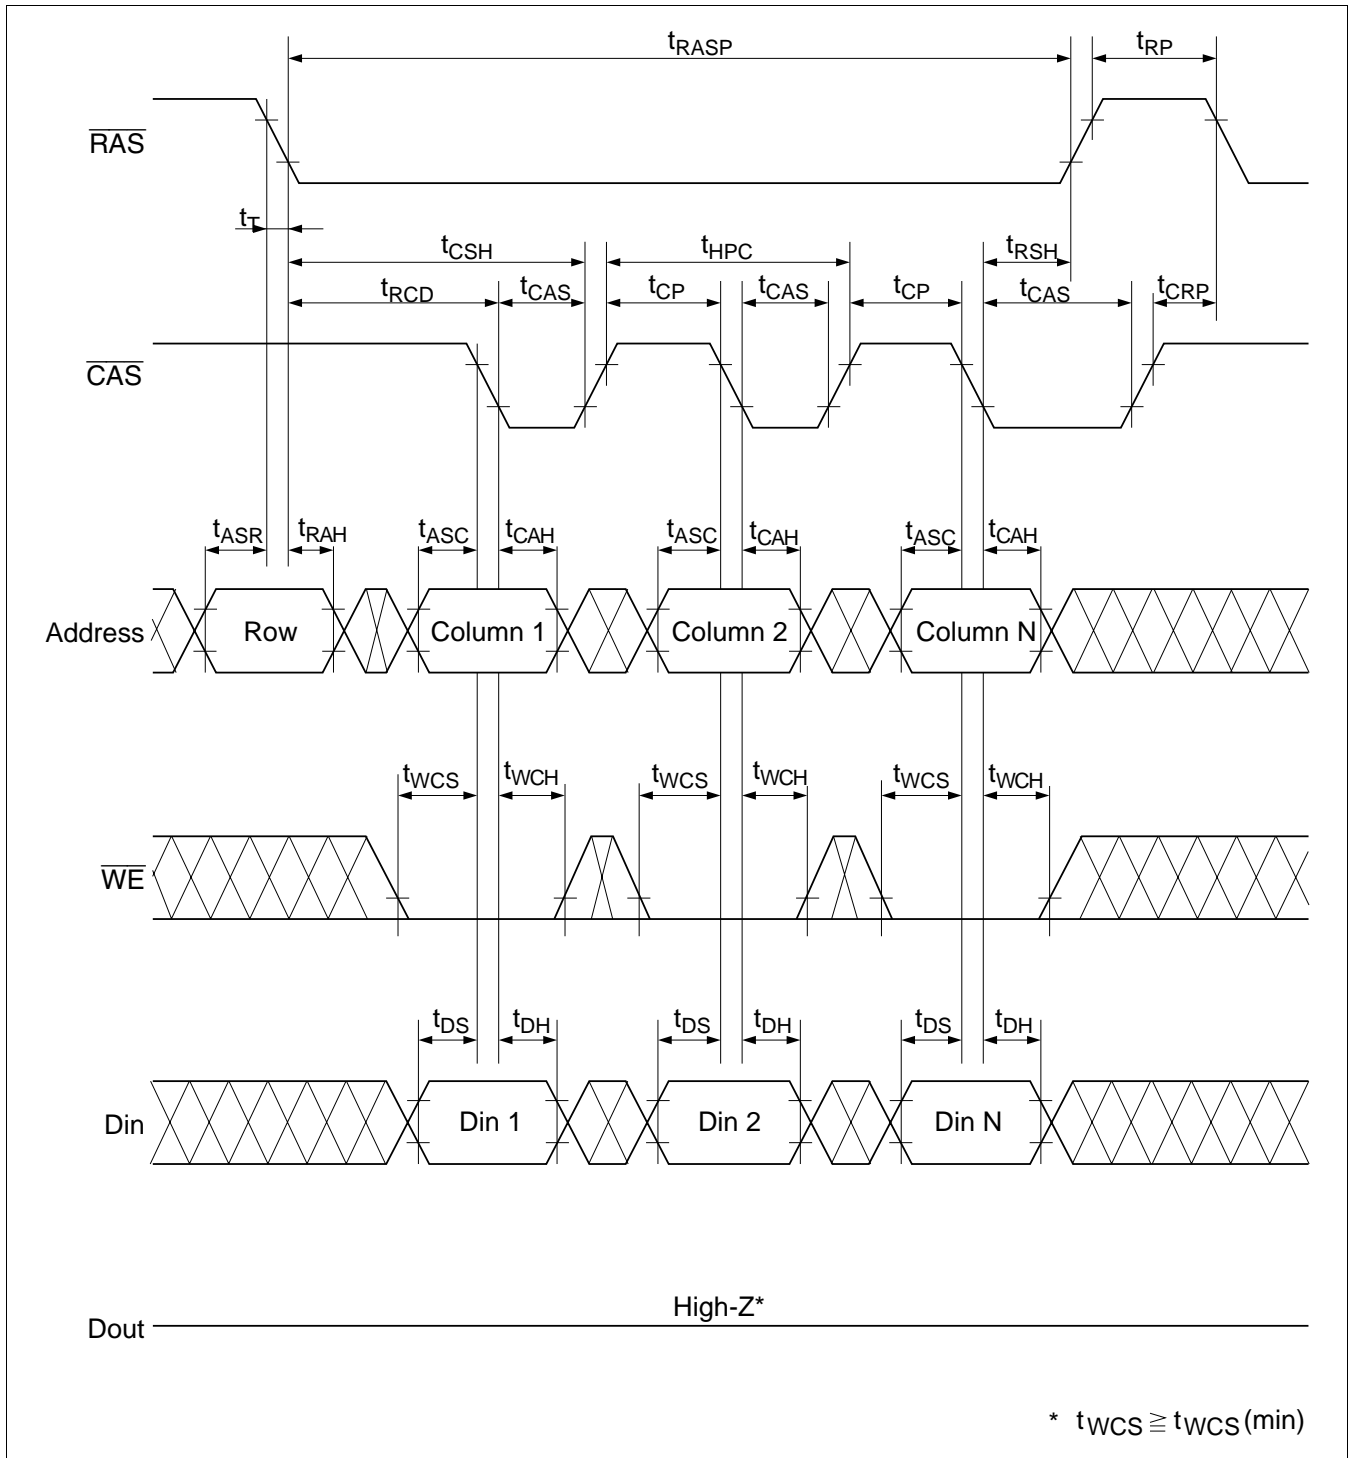 tRASP tRP
RAS
tT
tCSH tHPC tRSH
tRCD tCAS tCP tCAS tCP tCAS tCRP
CAS
tASR tRAH tASC tCAH tASC tCAH tASC tCAH
Address Row Column 1 Column 2 Column N
tWCS tWCH tWCS tWCH tWCS tWCH
WE
tDS tDH tDS tDH tDS tDH
Din Din 1 Din 2 Din N
High-Z*
Dout
* tWCS ≧ tWCS(min)